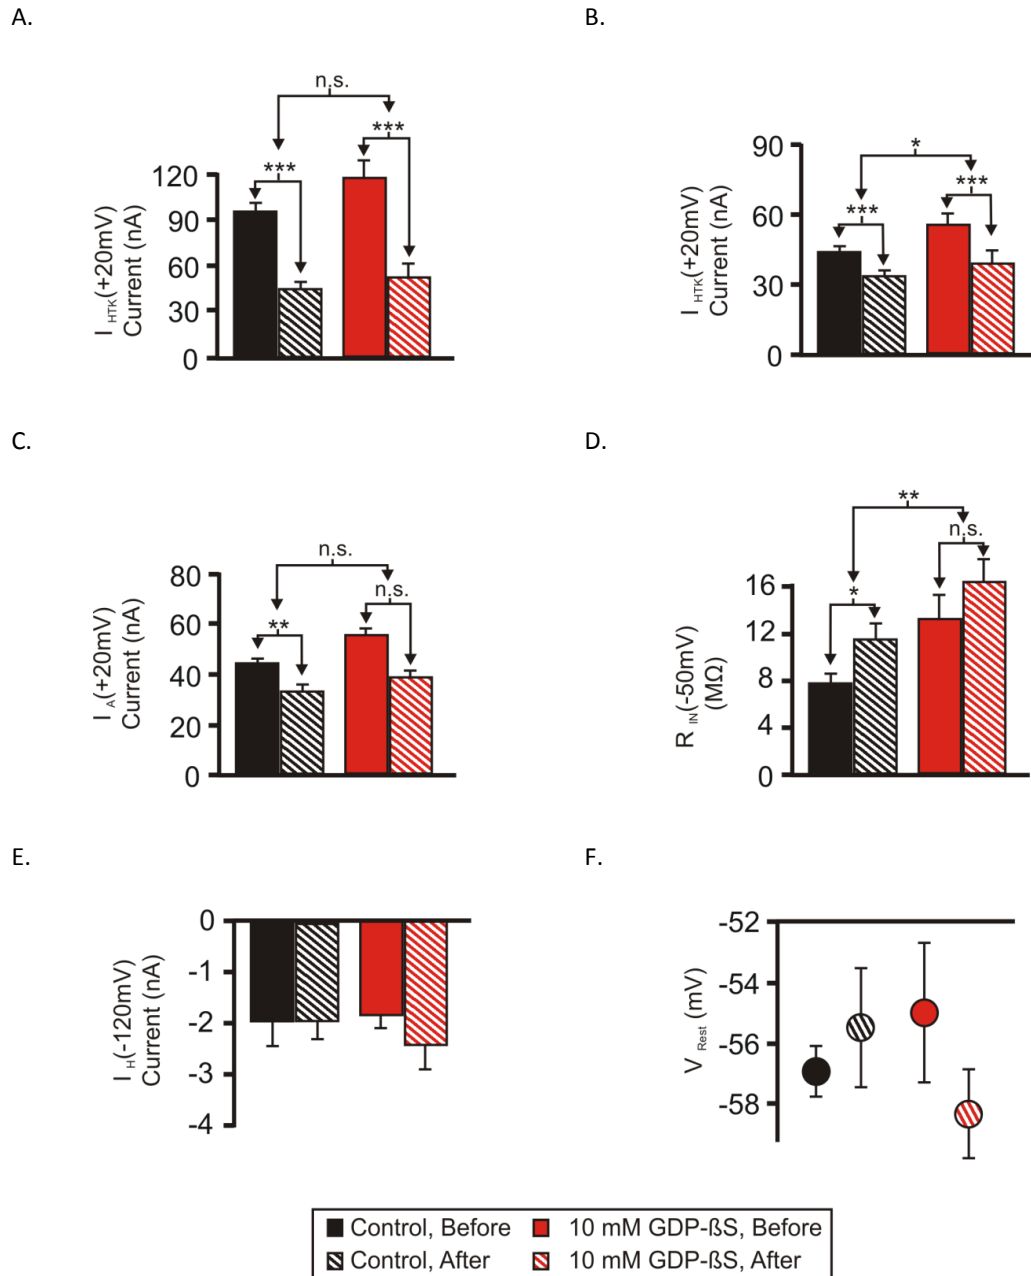 A.
n.s.
***
***
120
90
60
30
0
I HTK (+20mV)
Current (nA)
B.
*
***
***
90
60
30
0
I HTK (+20mV)
Current (nA)
C.
n.s.
n.s.
**
80
60
40
20
0
I A (+20mV)
Current (nA)
D.
**
n.s.
*
16
12
8
4
0
R IN (-50mV)
(MΩ)
E.
0
-1
-2
-3
-4
I H (-120mV)
Current (nA)
F.
-52
-54
-56
-58
V Rest (mV)
Control, Before
10 mM GDP-ßS, Before
Control, After
10 mM GDP-ßS, After